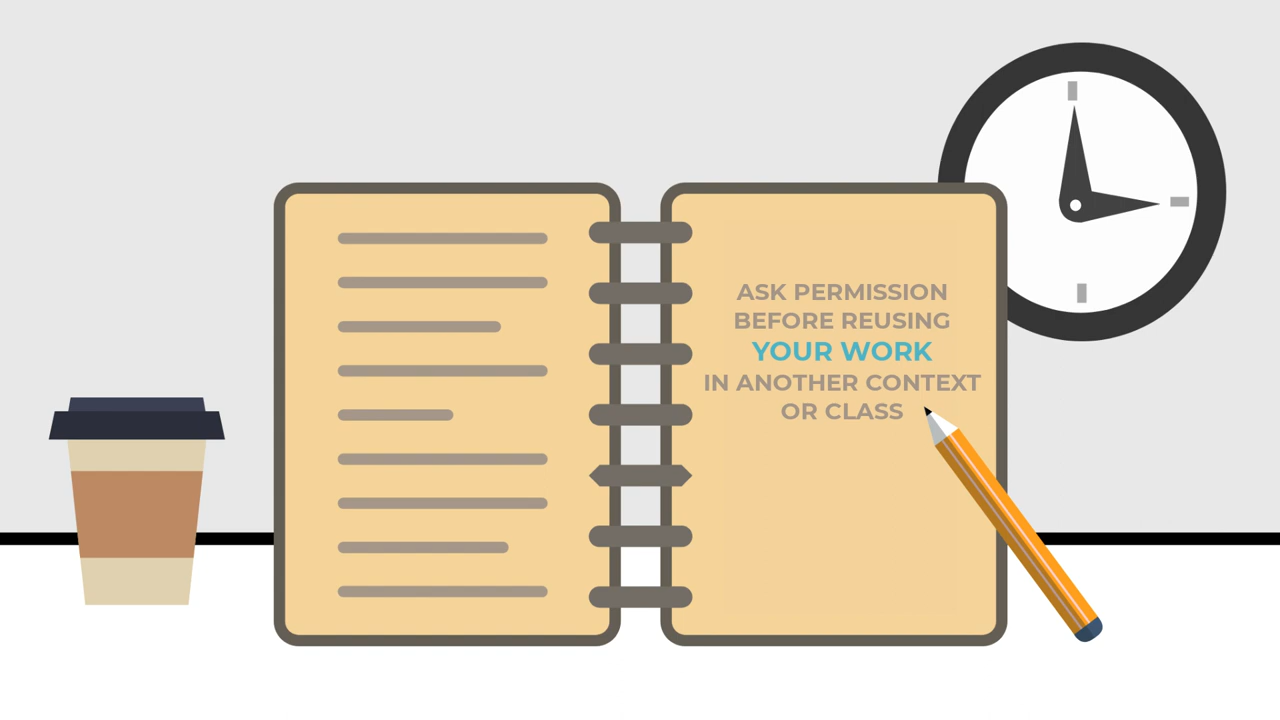 ASK PERMISSION
BEFORE REUSING
YOUR WORK
IN ANOTHER CONTEXT
OR CLASS